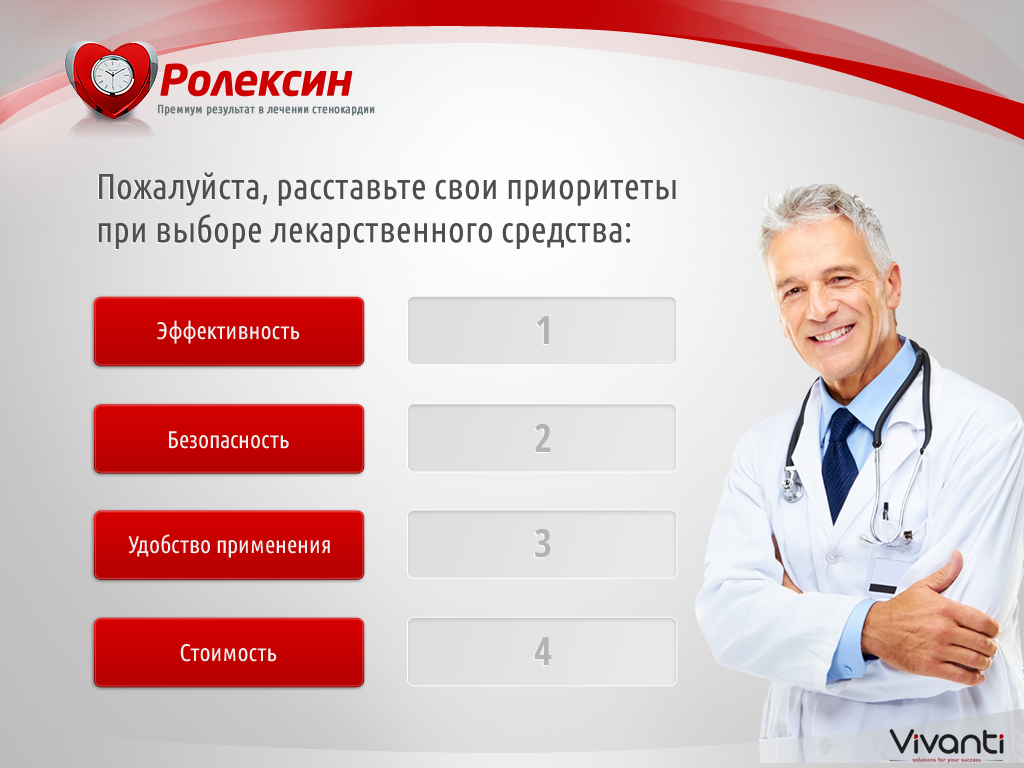 Ролексин
Премиум результат в лечении стенокардии
Пожалуйста, расставьте свои приоритеты
при выборе лекарственного средства:
Эффективность
1
Безопасность
2
Удобство применения
3
Стоимость
4
Vivanti
solutions for your success